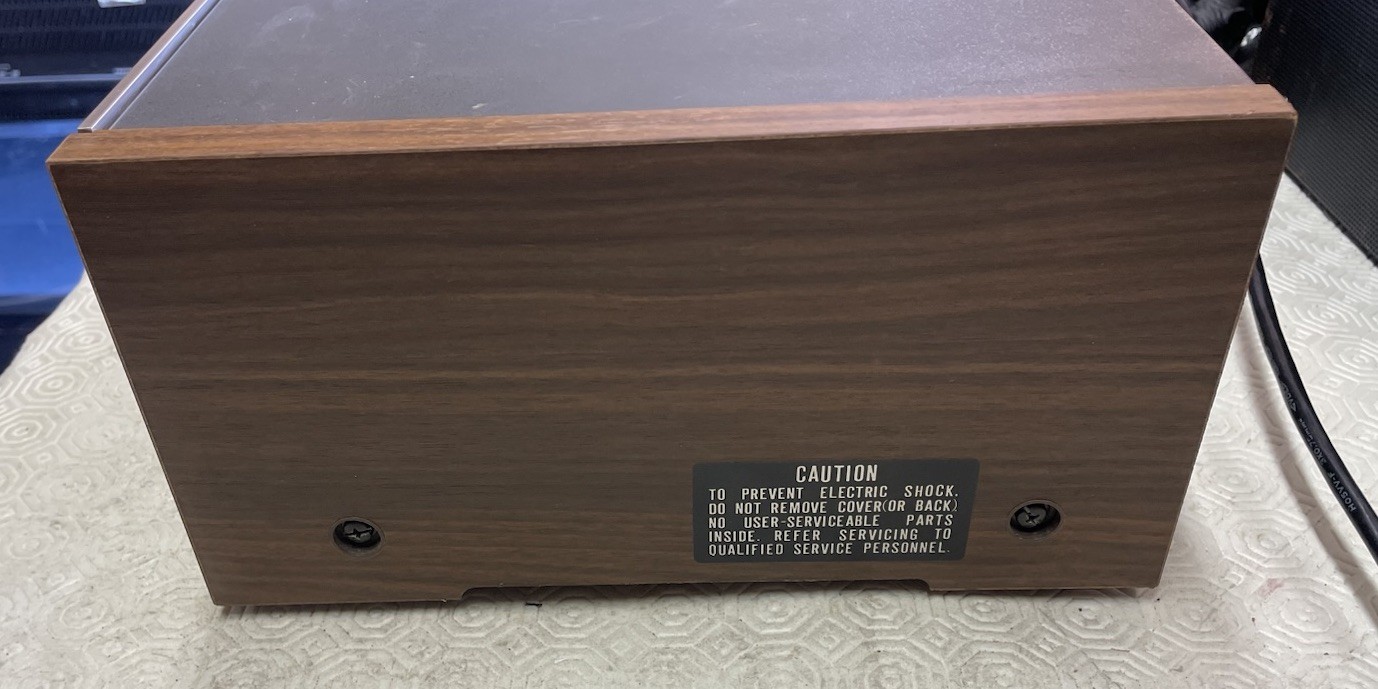 CAUTION
TO PREVENT ELECTRIC SHOCK.
DO NOT REMOVE COVER(OR BACK)
NO USER-SERVICEABLE PARTS
INSIDE. REFER SERVICING TO
QUALIFIED SERVICE PERSONNEL.
H05VV-F